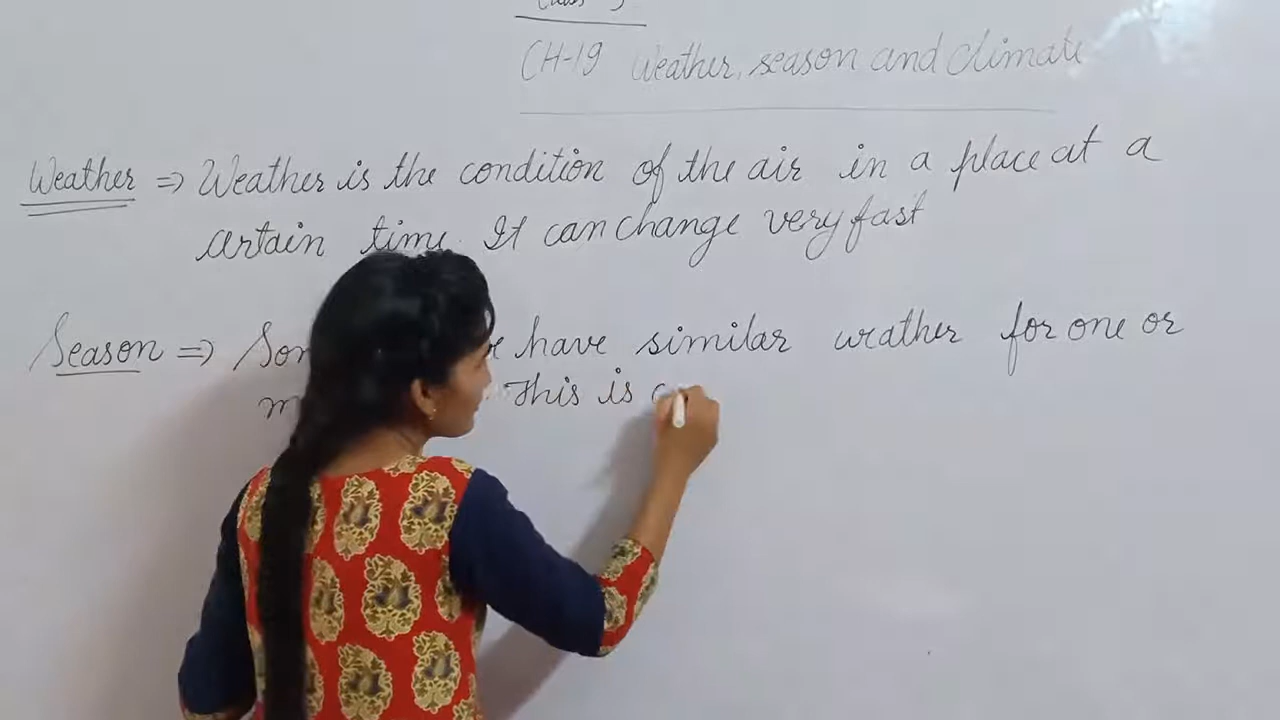 CH-19 Weather, season and climate
Weather => Weather is the condition of the air in a place at a
certain time. It can change very fast
Season => have similar weather for one or
This is